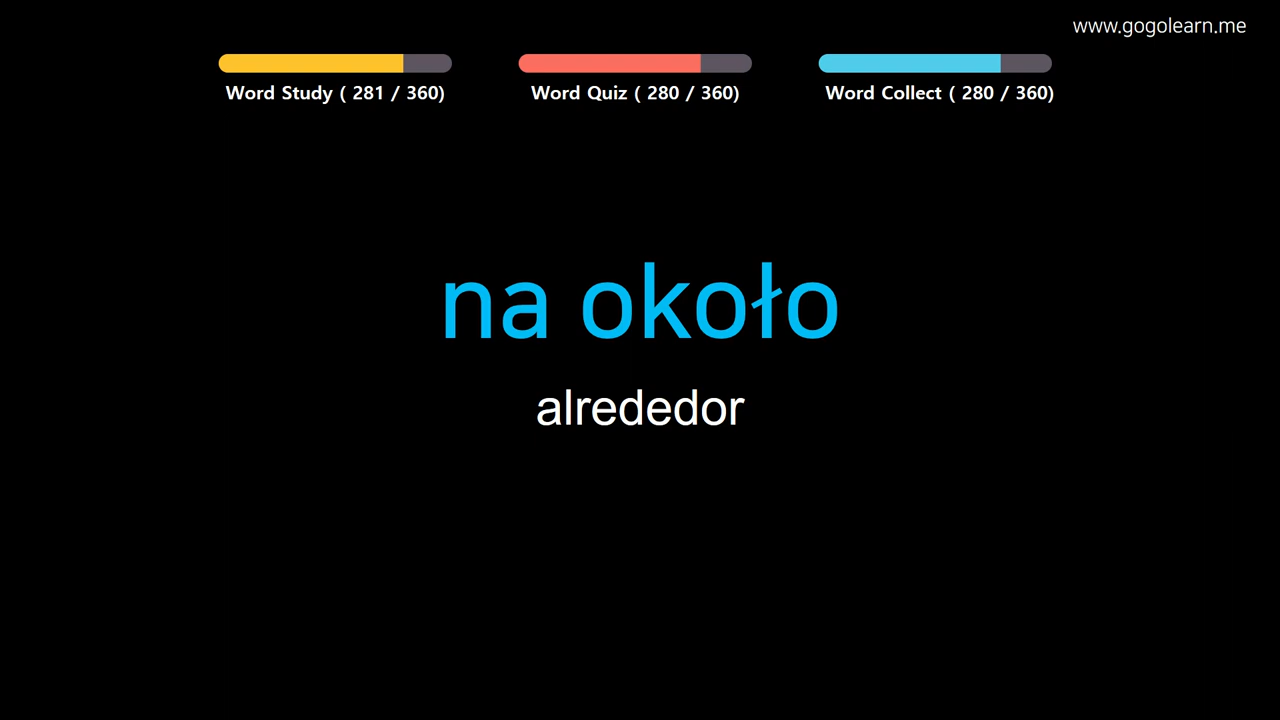 www.gogolearn.me
Word Study ( 281 / 360)
Word Quiz ( 280 / 360)
Word Collect ( 280 / 360)
na około
alrededor